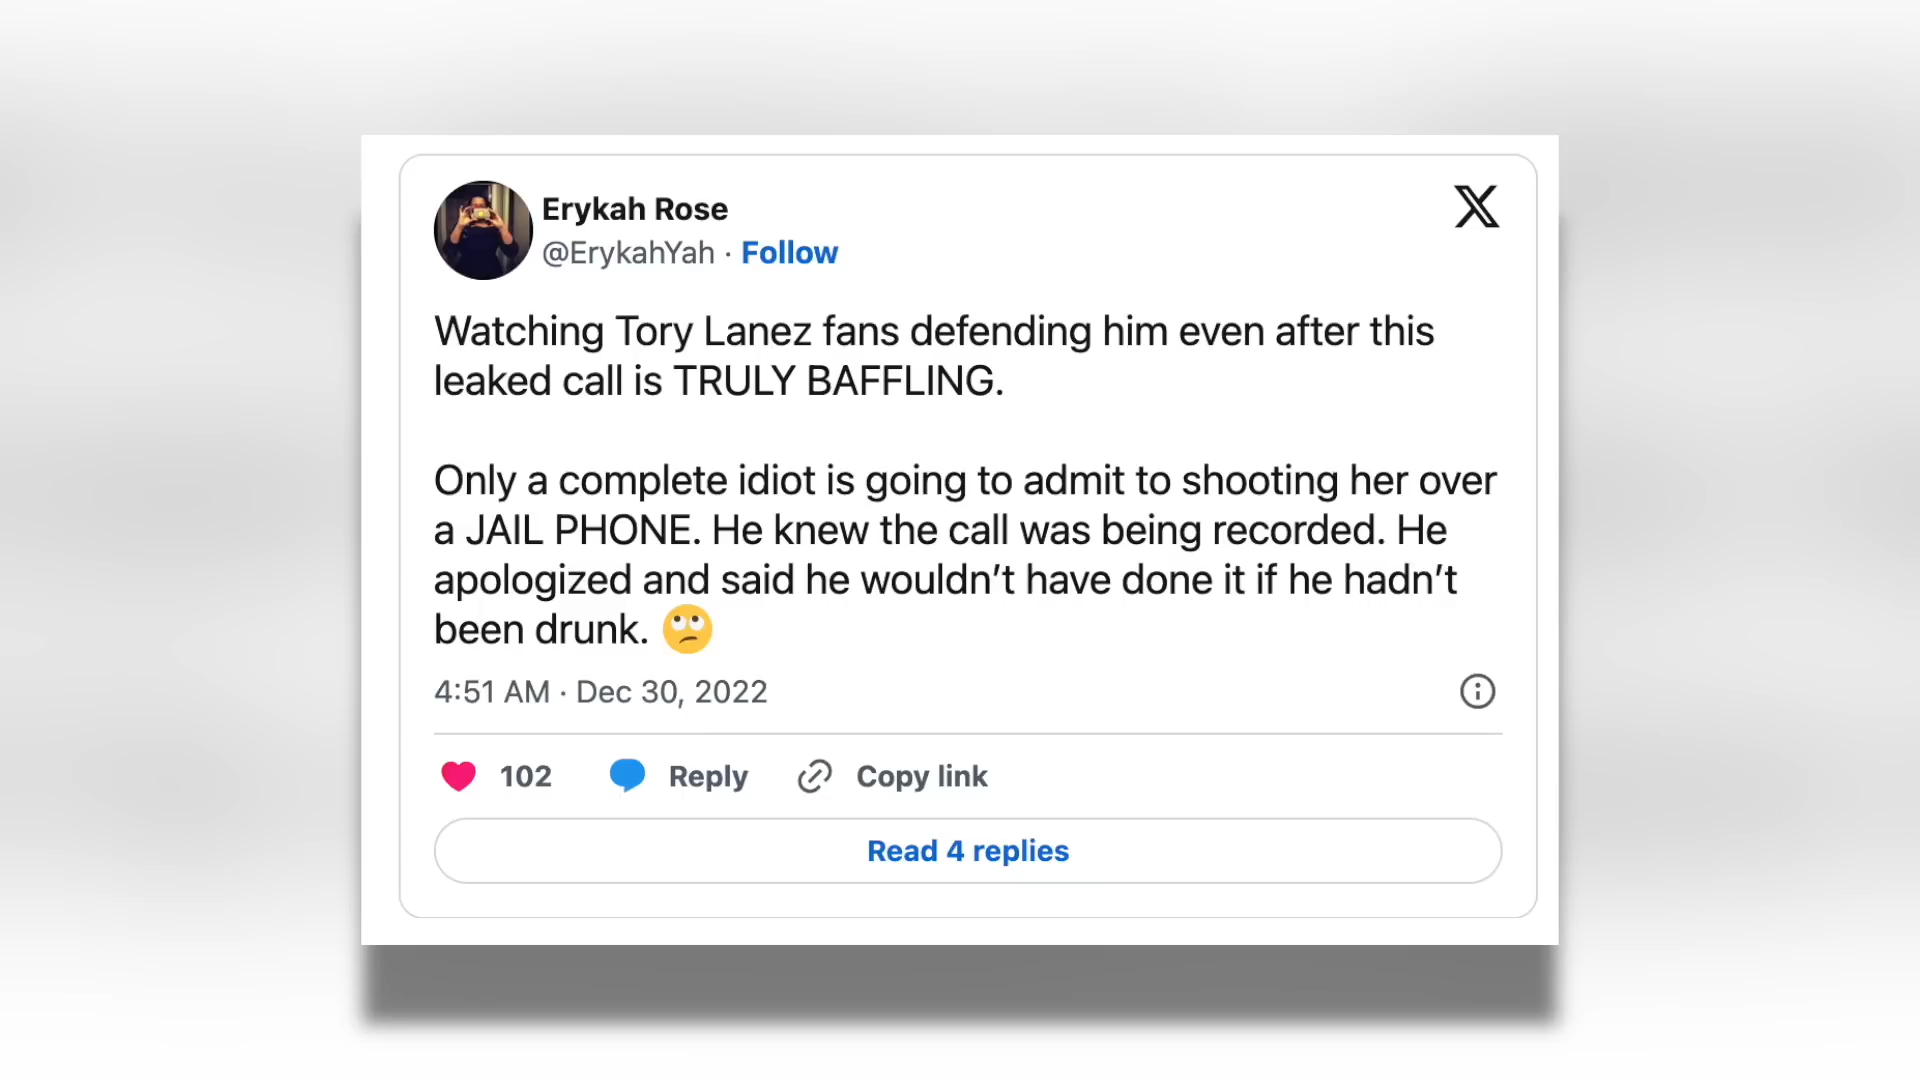 Erykah Rose
@ErykahYah · Follow
Watching Tory Lanez fans defending him even after this
leaked call is TRULY BAFFLING.
Only a complete idiot is going to admit to shooting her over
a JAIL PHONE. He knew the call was being recorded. He
apologized and said he wouldn’t have done it if he hadn’t
been drunk. 🙄
4:51 AM · Dec 30, 2022
102 Reply Copy link
Read 4 replies